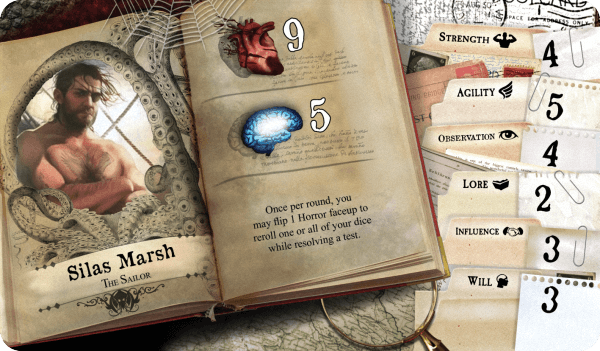 9
5
Once per round, you
may flip 1 Horror faceup to
reroll one or all of your dice
while resolving a test.
Silas Marsh
The Sailor
Strength 4
Agility 5
Observation 4
Lore 2
Influence 3
Will 3